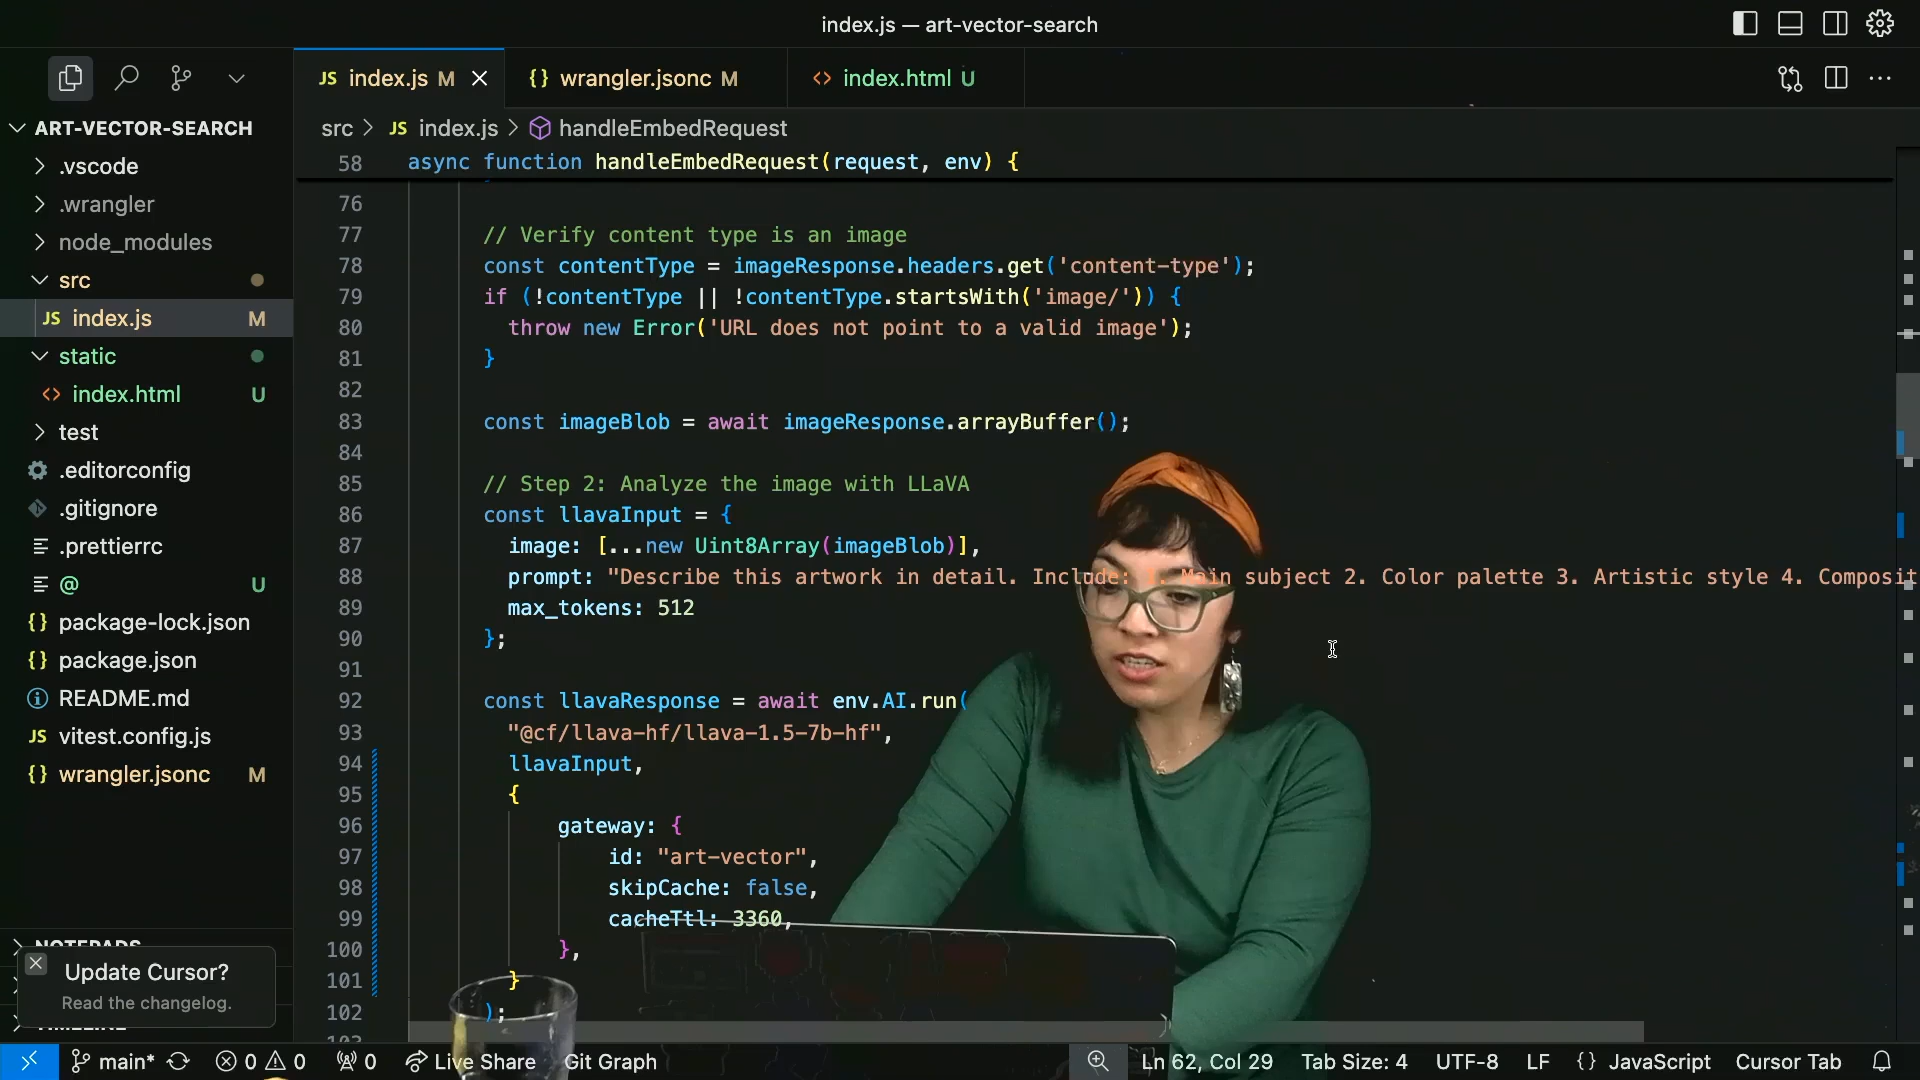 index.js — art-vector-search
JS index.js M
{} wrangler.jsonc M
<> index.html U
ART-VECTOR-SEARCH
.vscode
.wrangler
node_modules
src
JS index.js M
static
<> index.html U
test
.editorconfig
.gitignore
.prettierrc
@ U
{} package-lock.json
{} package.json
README.md
JS vitest.config.js
{} wrangler.jsonc M
Update Cursor?
Read the changelog.
src > JS index.js > handleEmbedRequest
58 async function handleEmbedRequest(request, env) {
76
77 // Verify content type is an image
78 const contentType = imageResponse.headers.get('content-type');
79 if (!contentType || !contentType.startsWith('image/')) {
80 throw new Error('URL does not point to a valid image');
81 }
82
83 const imageBlob = await imageResponse.arrayBuffer();
84
85 // Step 2: Analyze the image with LLaVA
86 const llavaInput = {
87 image: [...new Uint8Array(imageBlob)],
88 prompt: "Describe this artwork in detail. Include: Main subject 2. Color palette 3. Artistic style 4. Composit
89 max_tokens: 512
90 };
91
92 const llavaResponse = await env.AI.run(
93 "@cf/llava-hf/llava-1.5-7b-hf",
94 llavaInput,
95 {
96 gateway: {
97 id: "art-vector",
98 skipCache: false,
99 cacheTtl: 3360,
100 },
101 }
102 );
main* 0 0 0 Live Share Git Graph Ln 62, Col 29 Tab Size: 4 UTF-8 LF {} JavaScript Cursor Tab